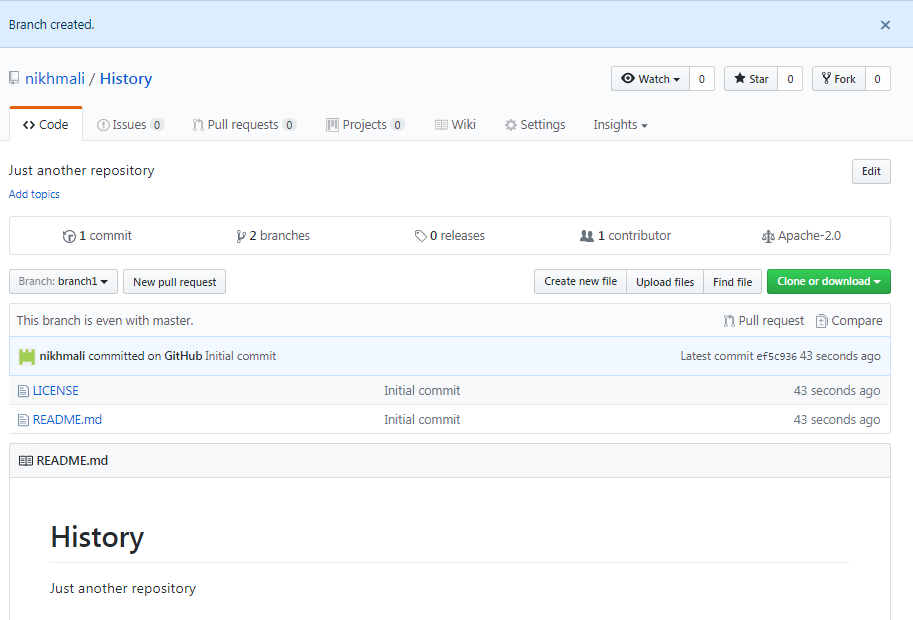 Branch created.
nikhmali / History
Watch 0 Star 0 Fork 0
Code Issues 0 Pull requests 0 Projects 0 Wiki Settings Insights
Just another repository Edit
Add topics
1 commit 2 branches 0 releases 1 contributor Apache-2.0
Branch: branch1 New pull request Create new file Upload files Find file Clone or download
This branch is even with master. Pull request Compare
nikhmali committed on GitHub Initial commit Latest commit ef5c936 43 seconds ago
LICENSE Initial commit 43 seconds ago
README.md Initial commit 43 seconds ago
README.md
History
Just another repository